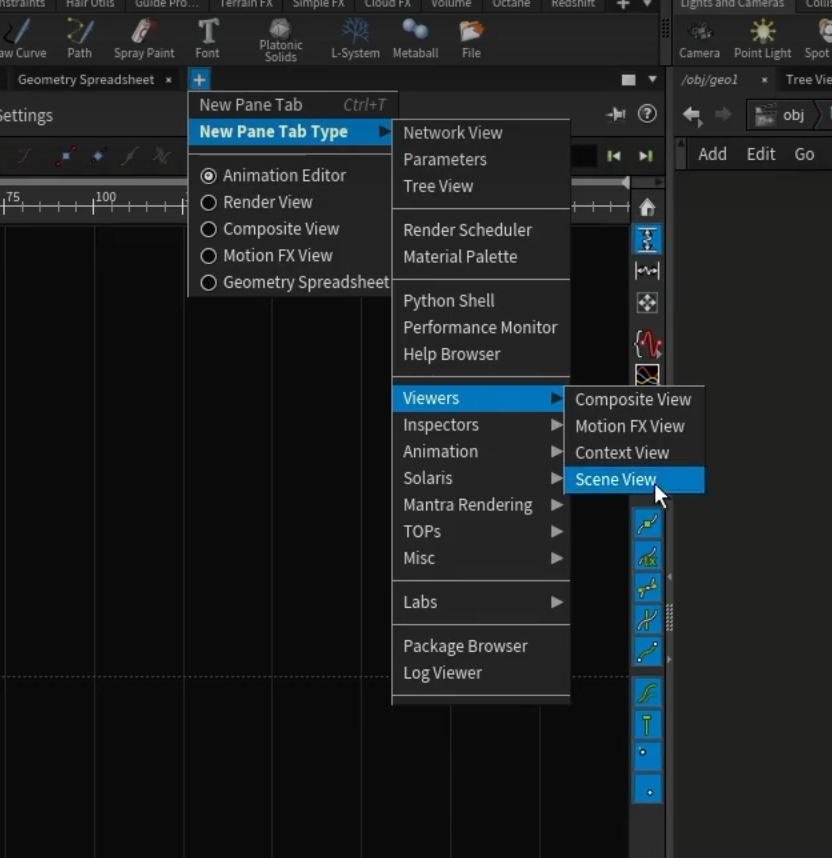 Hair Utils Guide Pro... Terrain FX Simple FX Cloud FX Volume Octane Redshift + Lights and Cameras
Path Spray Paint Font Platonic Solids L-System Metaball File Camera Point Light Spot
Geometry Spreadsheet × + /obj/geo1 × Tree Vie
New Pane Tab Ctrl+T
ettings
obj
New Pane Tab Type
Network View
Parameters
Tree View
Add Edit Go
Animation Editor
Render View
Composite View
Motion FX View
Geometry Spreadsheet
75 100
Render Scheduler
Material Palette
Python Shell
Performance Monitor
Help Browser
Viewers
Inspectors
Animation
Solaris
Mantra Rendering
TOPs
Misc
Labs
Package Browser
Log Viewer
Composite View
Motion FX View
Context View
Scene View